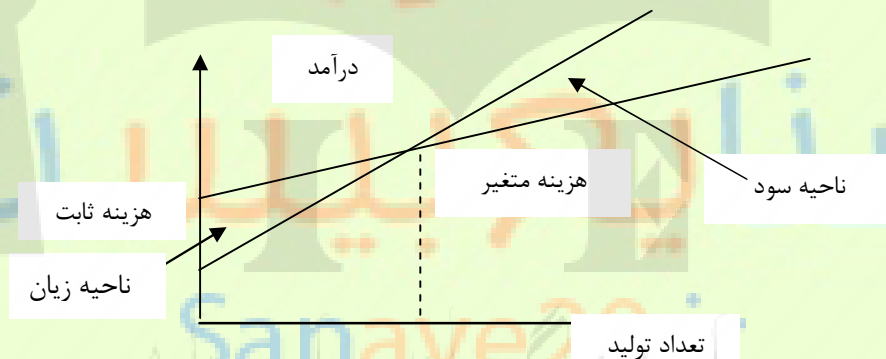 درآمد
هزینه متغیر
ناحیه سود
هزینه ثابت
ناحیه زیان
تعداد تولید